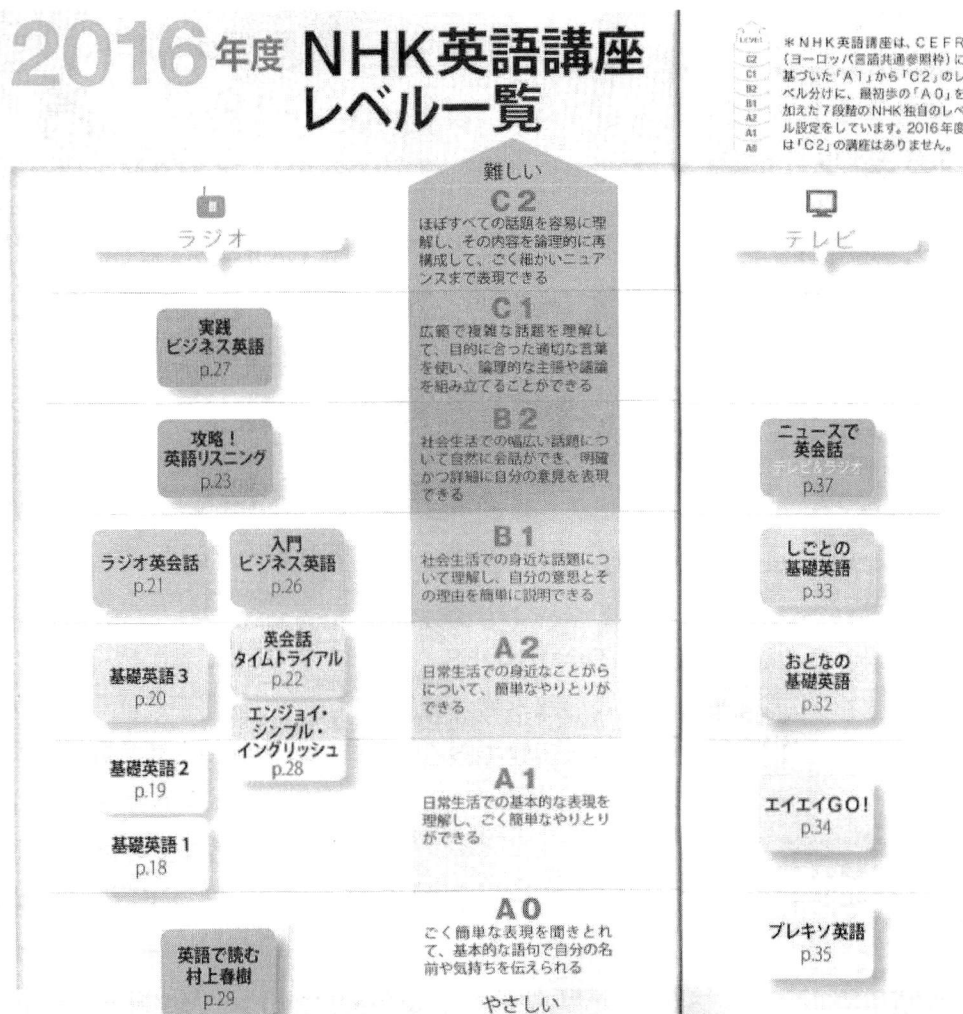 2016年度 NHK英語講座
レベル一覧
LEVEL
C2
C1
B2
B1
A2
A1
A0
＊NHK英語講座は、CEFR
（ヨーロッパ言語共通参照枠）に
基づいた「A1」から「C2」のレ
ベル分けに、最初歩の「A0」を
加えた7段階のNHK独自のレベ
ル設定をしています。2016年度
は「C2」の講座はありません。
ラジオ
難しい
テレビ
C2
ほぼすべての話題を容易に理
解し、その内容を論理的に再
構成して、ごく細かいニュア
ンスまで表現できる
実践
ビジネス英語
p.27
C1
広範で複雑な話題を理解し
て、目的に合った適切な言葉
を使い、論理的な主張や議論
を組み立てることができる
攻略！
英語リスニング
p.23
B2
社会生活での幅広い話題につ
いて自然に会話ができ、明確
かつ詳細に自分の意見を表現
できる
ニュースで
英会話
テレビ&ラジオ
p.37
ラジオ英会話
p.21
入門
ビジネス英語
p.26
B1
社会生活での身近な話題につ
いて理解し、自分の意思とそ
の理由を簡単に説明できる
しごとの
基礎英語
p.33
基礎英語3
p.20
英会話
タイムトライアル
p.22
エンジョイ・
シンプル・
イングリッシュ
p.28
A2
日常生活での身近なことがら
について、簡単なやりとりが
できる
おとなの
基礎英語
p.32
基礎英語2
p.19
基礎英語1
p.18
A1
日常生活での基本的な表現を
理解し、ごく簡単なやりとり
ができる
エイエイGO!
p.34
英語で読む
村上春樹
p.29
A0
ごく簡単な表現を聞きとれ
て、基本的な語句で自分の名
前や気持ちを伝えられる
やさしい
プレキソ英語
p.35